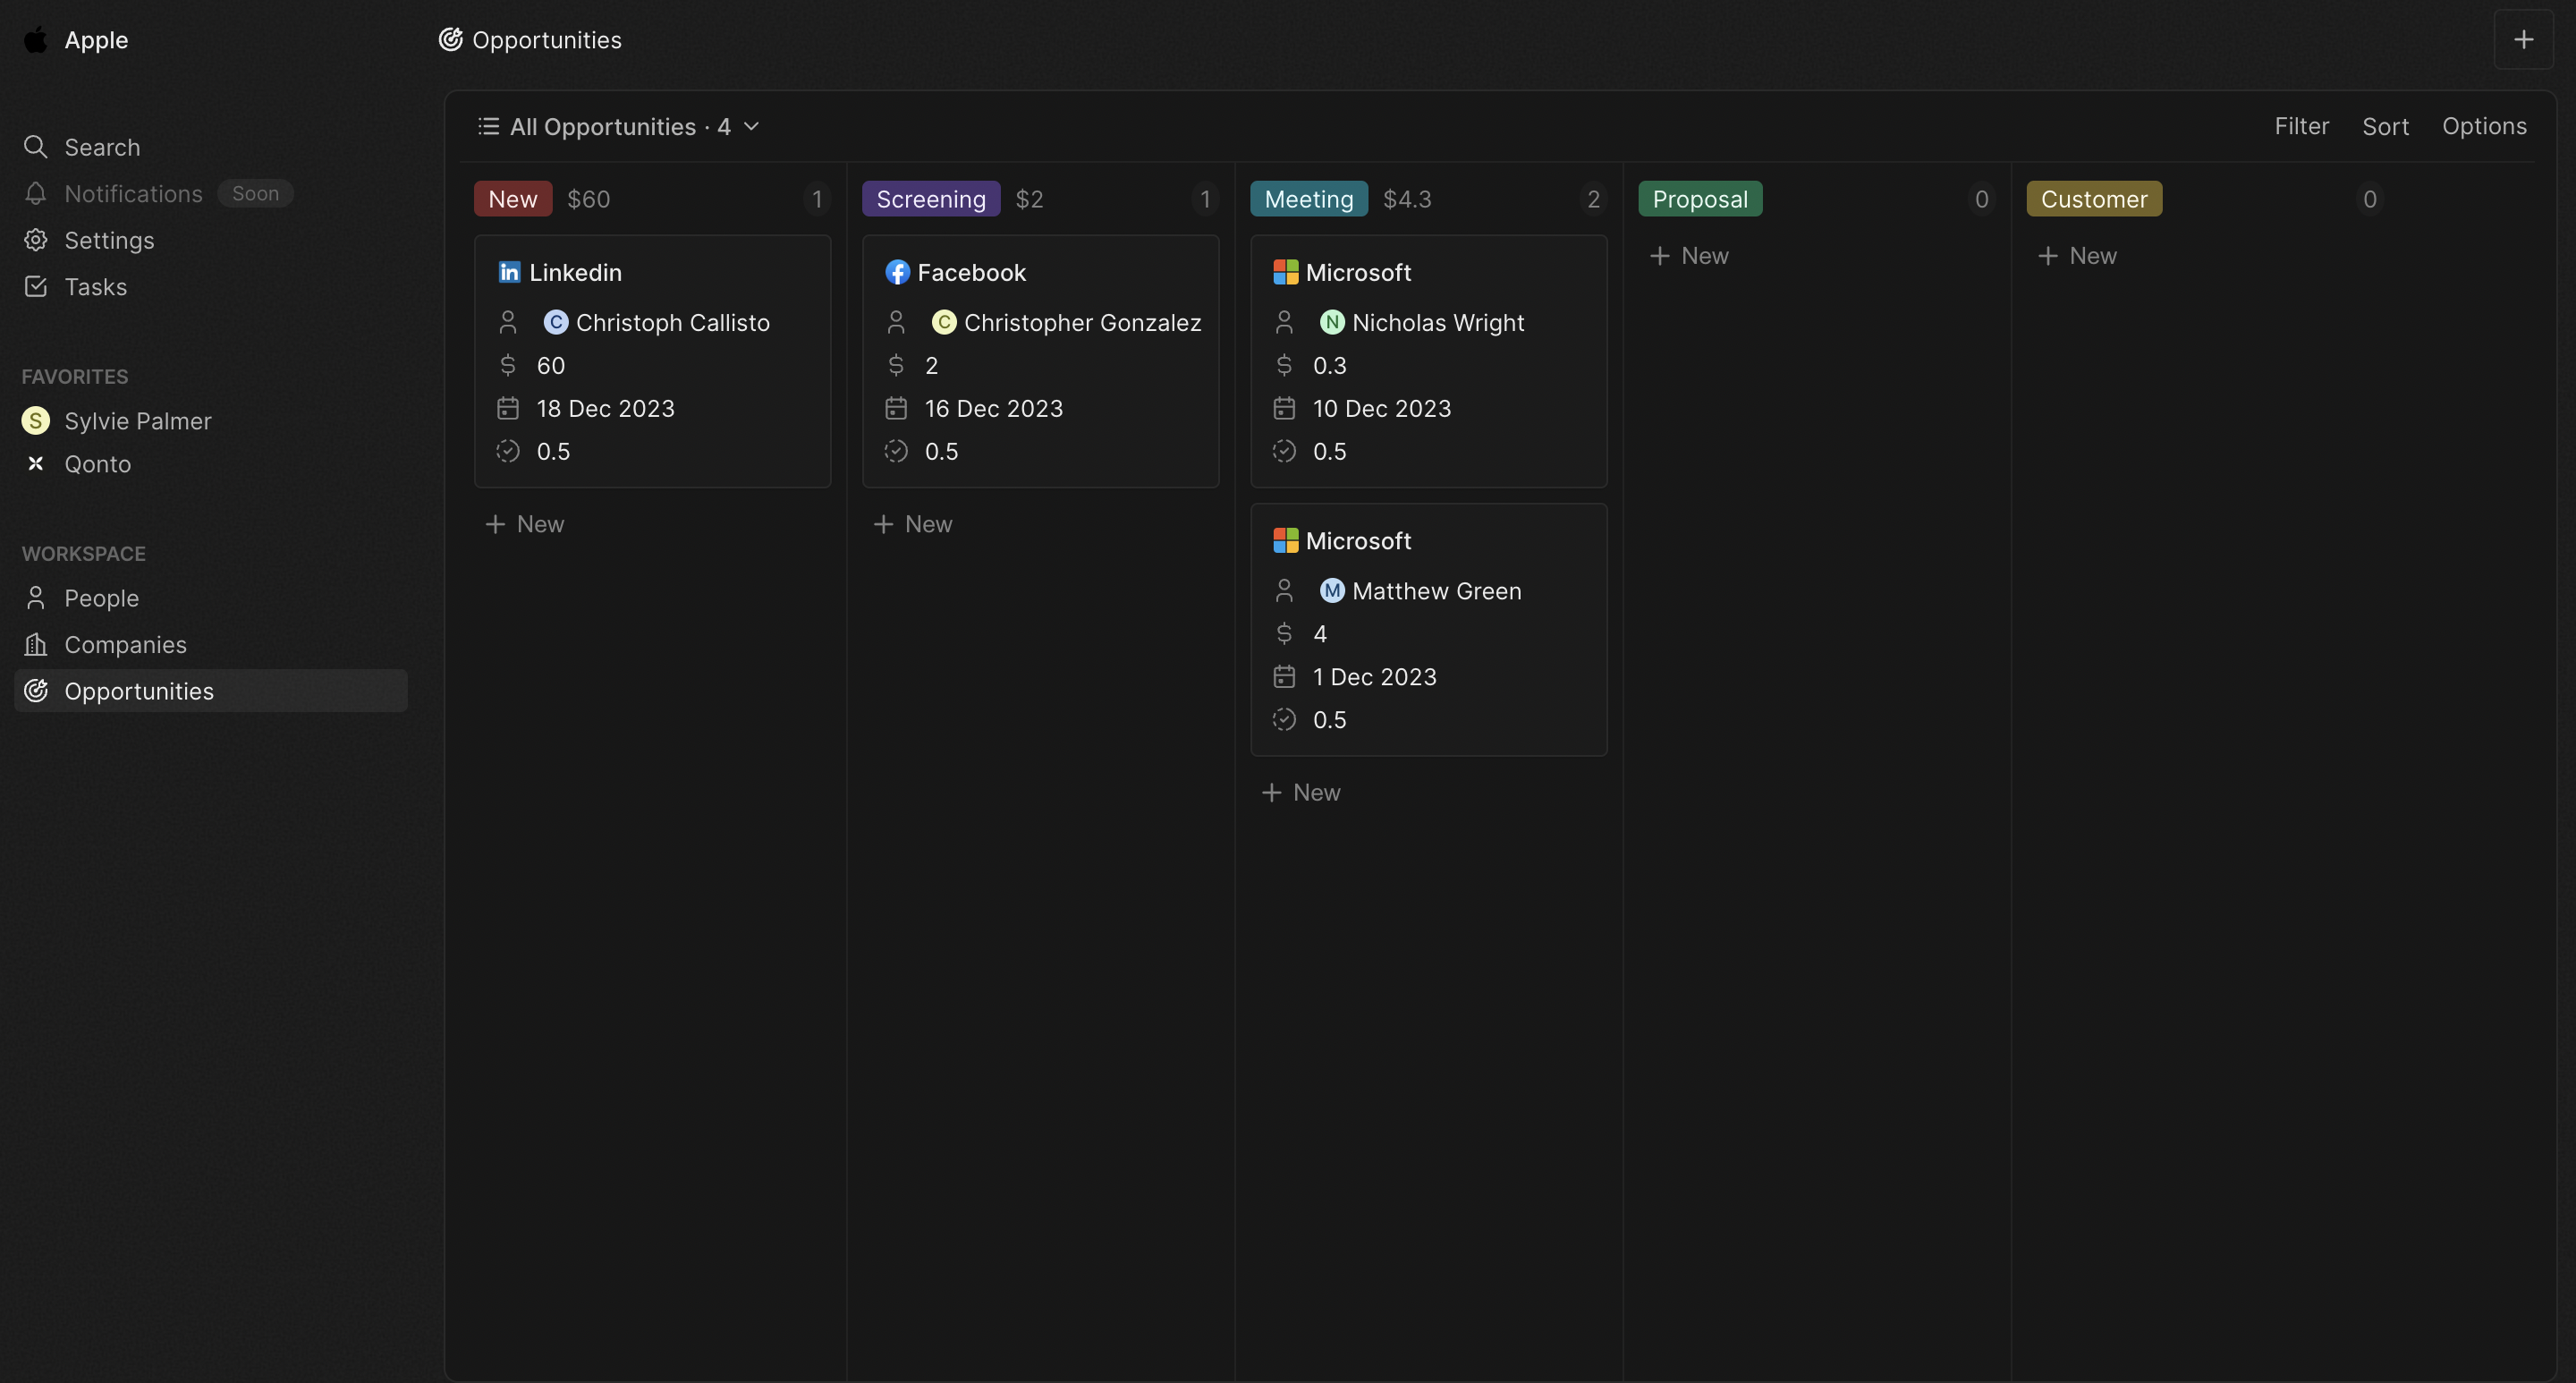 Apple
Search
Notifications Soon
Settings
Tasks
FAVORITES
S Sylvie Palmer
Qonto
WORKSPACE
People
Companies
Opportunities
Opportunities
All Opportunities · 4
Filter Sort Options
New $60 1
in Linkedin
C Christoph Callisto
60
18 Dec 2023
0.5
+ New
Screening $2 1
Facebook
C Christopher Gonzalez
2
16 Dec 2023
0.5
+ New
Meeting $4.3 2
Microsoft
N Nicholas Wright
0.3
10 Dec 2023
0.5
Microsoft
M Matthew Green
4
1 Dec 2023
0.5
+ New
Proposal 0
+ New
Customer 0
+ New